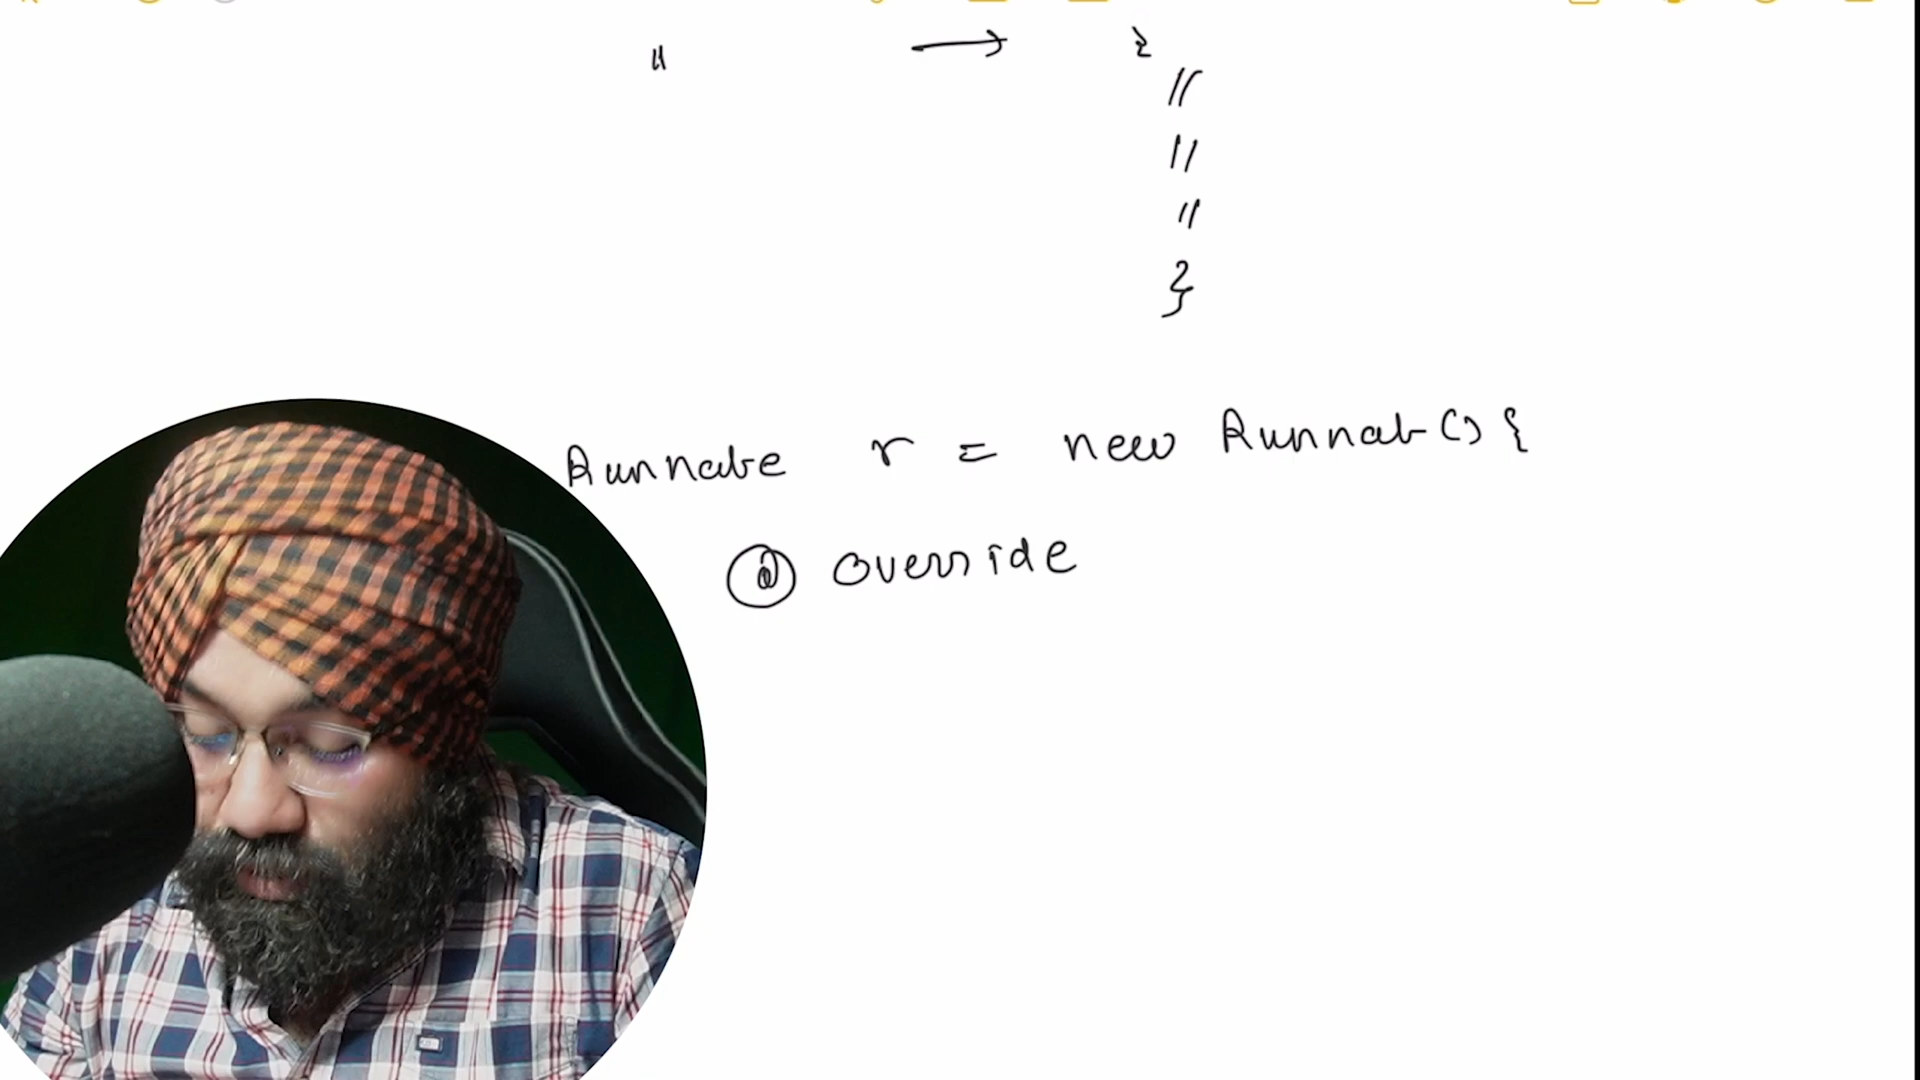 " → {
//
//
//
}
Runnabe r = new Runnab() {
@ override